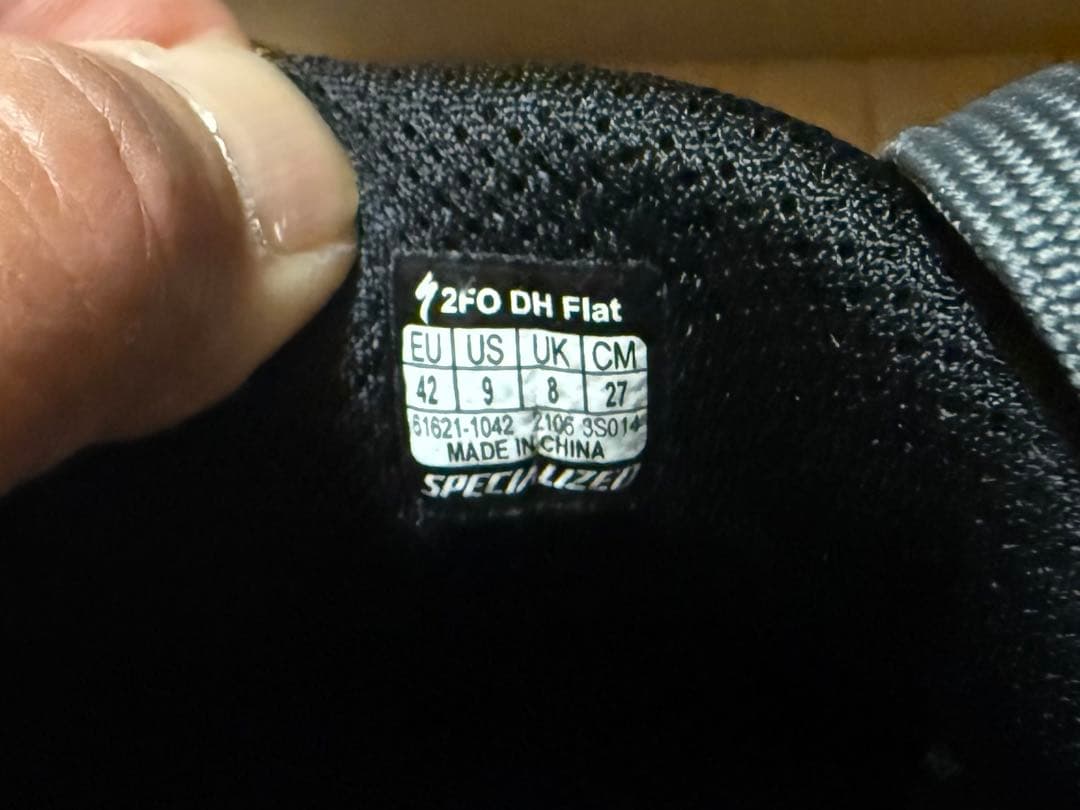 2FO DH Flat
EU US UK CM
42 9 8 27
61621-1042 2106 3S014
MADE IN CHINA
SPECIALIZED